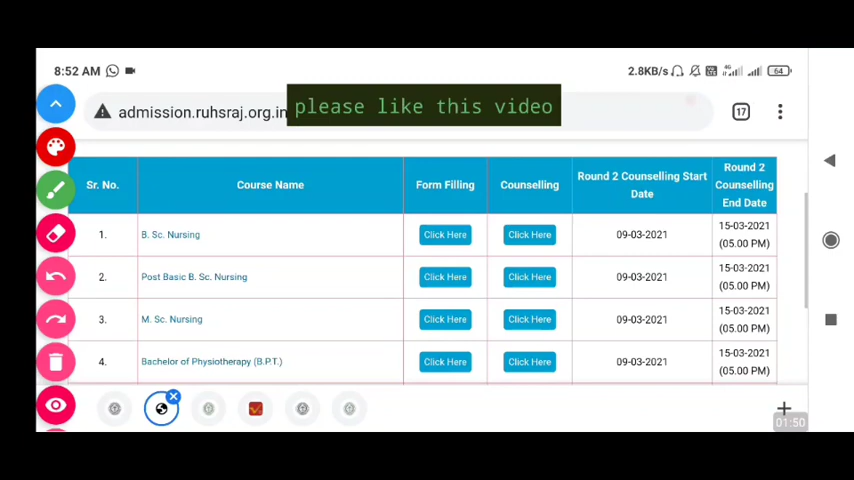 8:52 AM
2.8KB/s
4G
64
admission.ruhsraj.org.in
please like this video
17
Sr. No.
Course Name
Form Filling
Counselling
Round 2 Counselling Start
Date
Round 2
Counselling
End Date
1.
B. Sc. Nursing
Click Here
Click Here
09-03-2021
15-03-2021
(05.00 PM)
2.
Post Basic B. Sc. Nursing
Click Here
Click Here
09-03-2021
15-03-2021
(05.00 PM)
3.
M. Sc. Nursing
Click Here
Click Here
09-03-2021
15-03-2021
(05.00 PM)
4.
Bachelor of Physiotherapy (B.P.T.)
Click Here
Click Here
09-03-2021
15-03-2021
(05.00 PM)
01:50